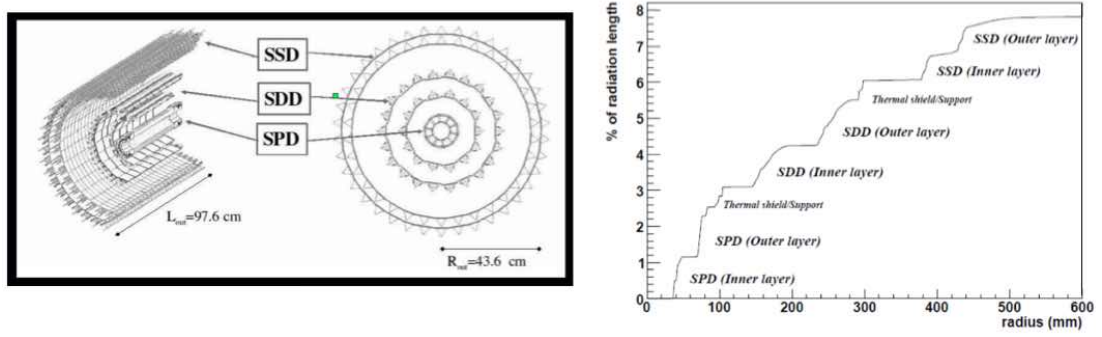 SSD
SDD
SPD
Lout=97.6 cm
Rout=43.6 cm
% of radiation length
8
7
6
5
4
3
2
1
0
SSD (Outer layer)
SSD (Inner layer)
Thermal shield/Support
SDD (Outer layer)
SDD (Inner layer)
Thermal shield/Support
SPD (Outer layer)
SPD (Inner layer)
0 100 200 300 400 500 600
radius (mm)